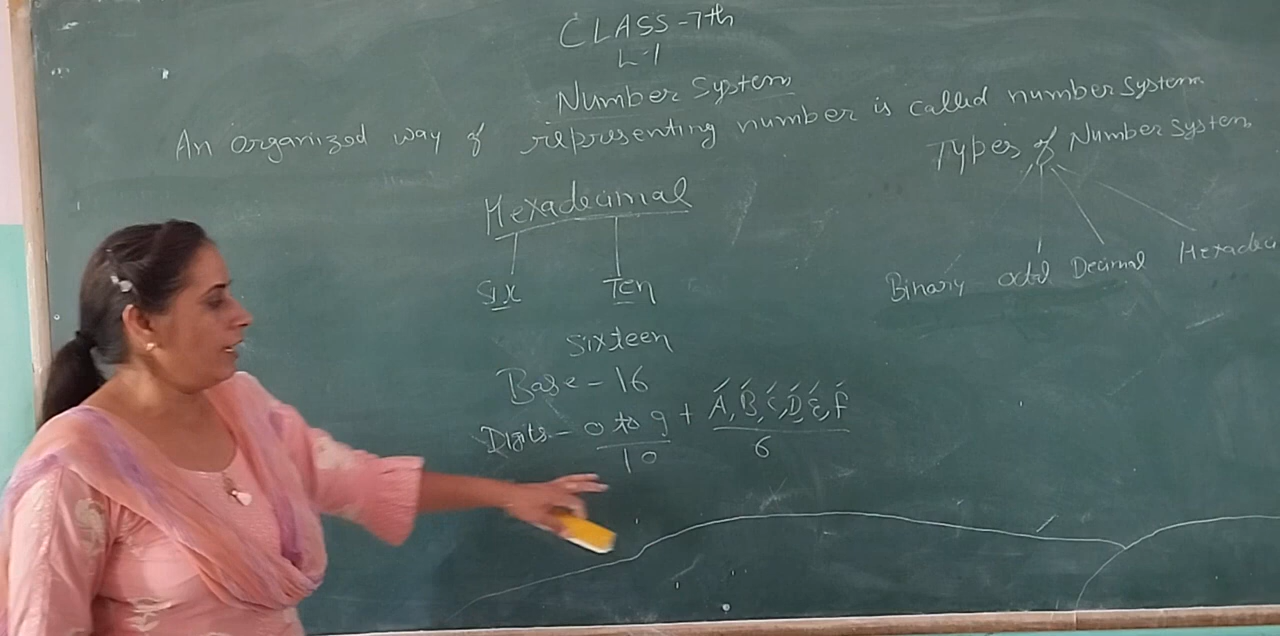 CLASS-7th
L-1
Number System
An organized way of representing number is called number system
Types of Number System
Binary octal Decimal Hexadeci
Hexadecimal
Six Ten
Sixteen
Base - 16
Digits - 0 to 9 + A, B, C, D, E, F
10 6